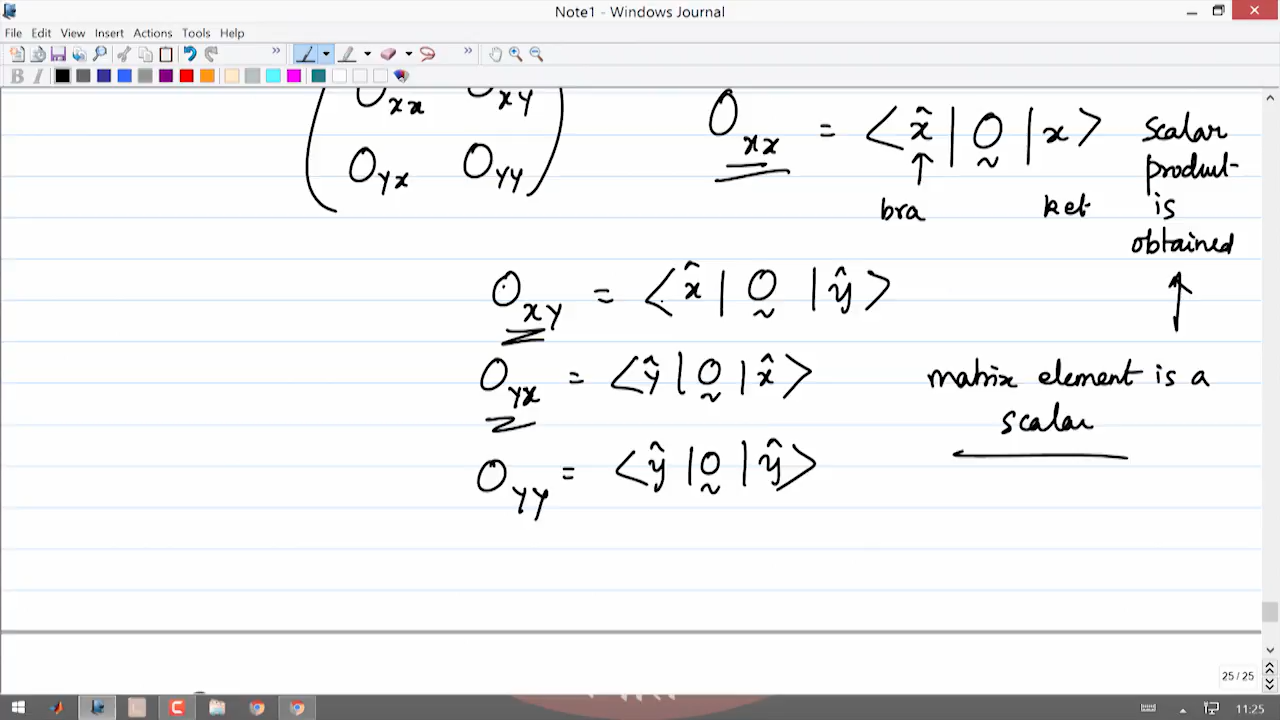 Note1 - Windows Journal
File Edit View Insert Actions Tools Help
B I
O_xx O_xy
O_yx O_yy
O_xx = < x̂ | O̰ | x >
bra ket
scalar
product
is
obtained
O_xy = < x̂ | O̰ | ŷ >
O_yx = < ŷ | O̰ | x̂ >
O_yy = < ŷ | O̰ | ŷ >
matrix element is a
scalar
25 / 25
11:25